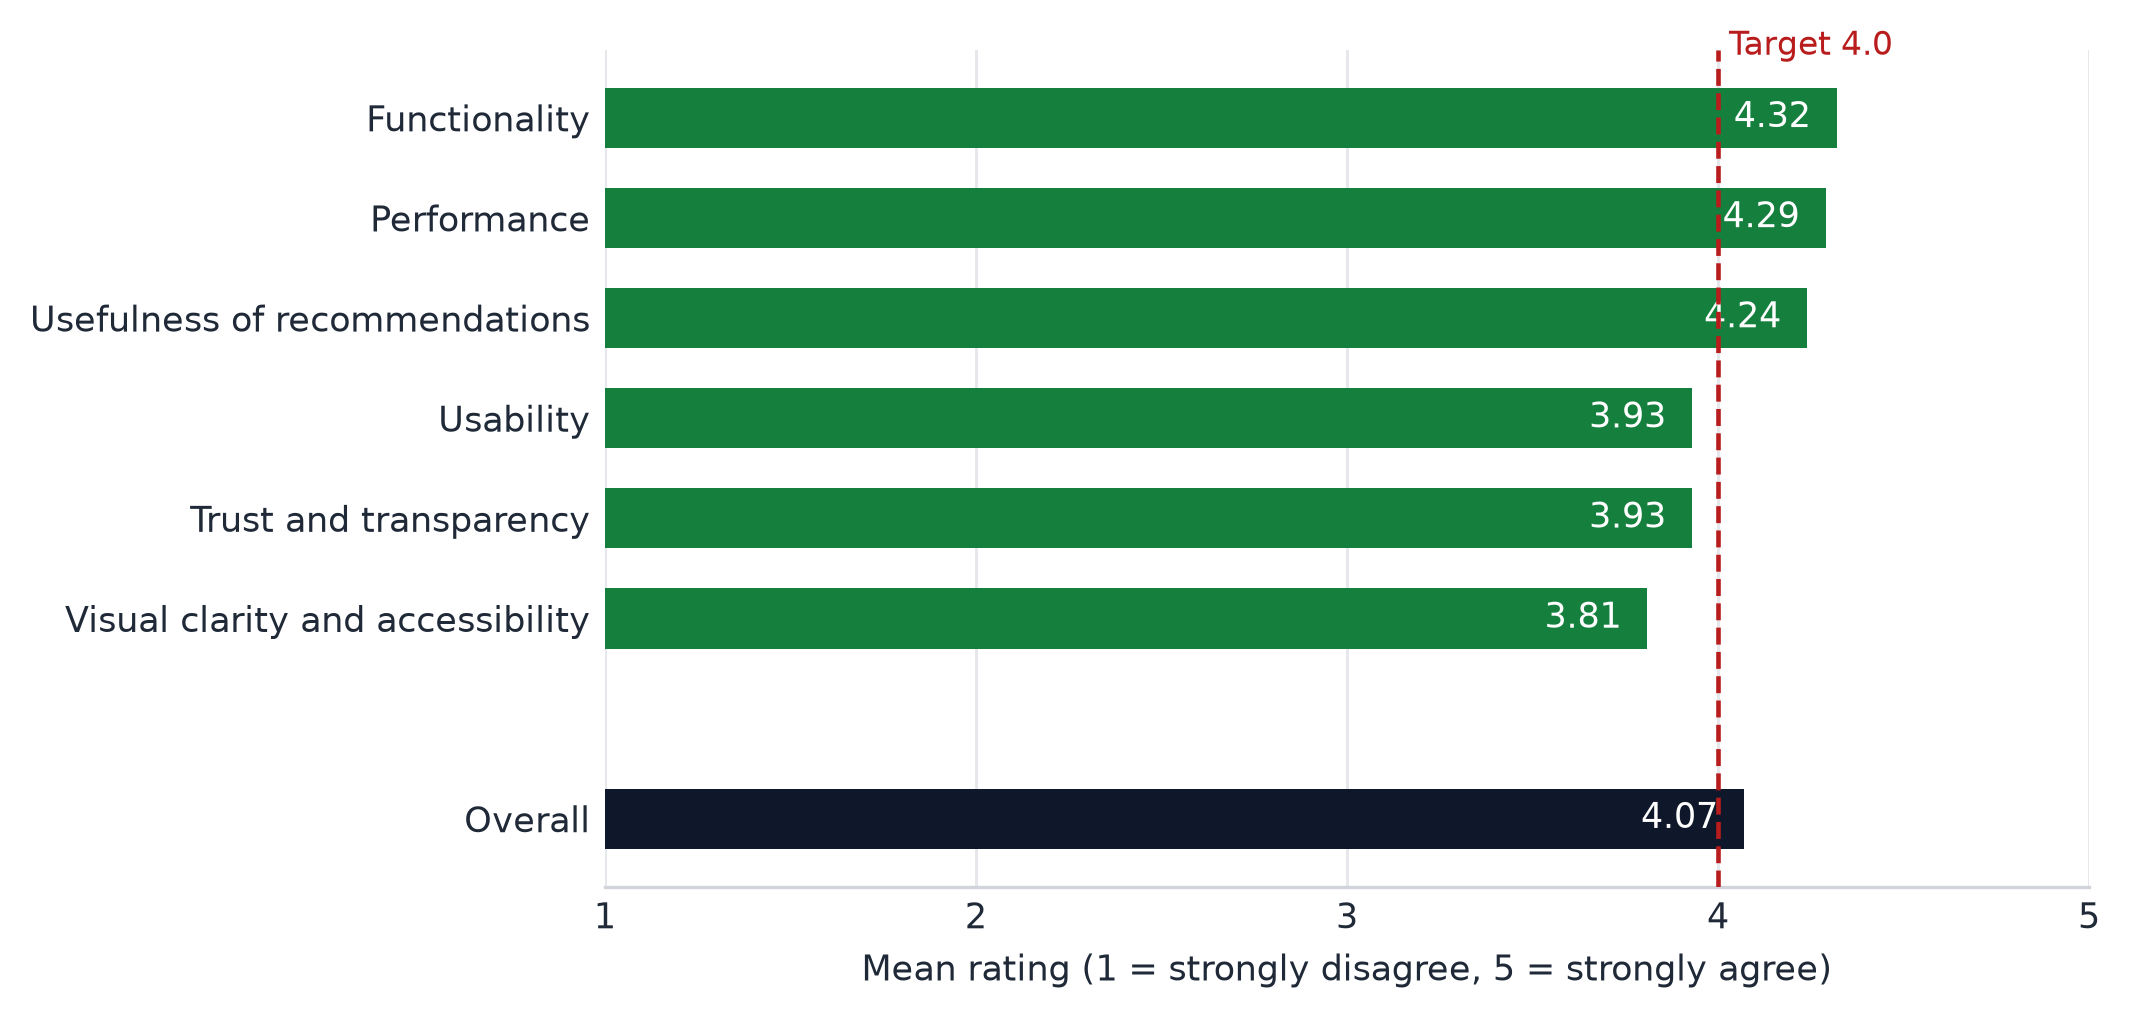 Target 4.0
Functionality 4.32
Performance 4.29
Usefulness of recommendations 4.24
Usability 3.93
Trust and transparency 3.93
Visual clarity and accessibility 3.81
Overall 4.07
1 2 3 4 5
Mean rating (1 = strongly disagree, 5 = strongly agree)